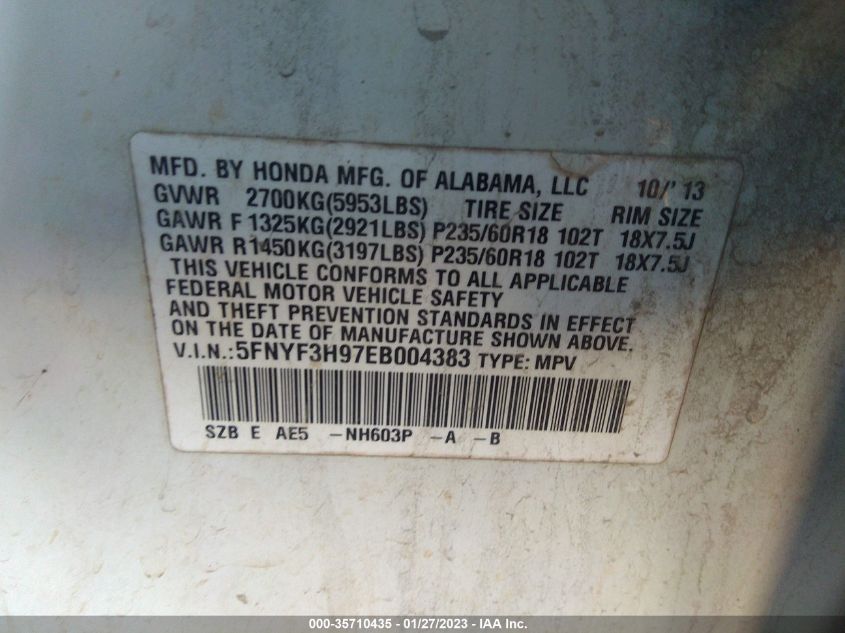 MFD. BY HONDA MFG. OF ALABAMA, LLC 10/'13
GVWR 2700KG(5953LBS) TIRE SIZE RIM SIZE
GAWR F 1325KG(2921LBS) P235/60R18 102T 18X7.5J
GAWR R1450KG(3197LBS) P235/60R18 102T 18X7.5J
THIS VEHICLE CONFORMS TO ALL APPLICABLE
FEDERAL MOTOR VEHICLE SAFETY
AND THEFT PREVENTION STANDARDS IN EFFECT
ON THE DATE OF MANUFACTURE SHOWN ABOVE.
V.I.N.:5FNYF3H97EB004383 TYPE: MPV
SZB E AE5 -NH603P -A -B
000-35710435 - 01/27/2023 - IAA Inc.